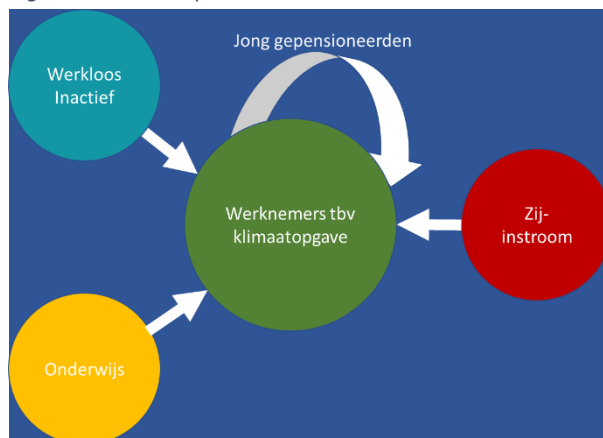 Jong gepensioneerden
Werkloos
Inactief
Werknemers tbv
klimaatopgave
Zij-
instroom
Onderwijs